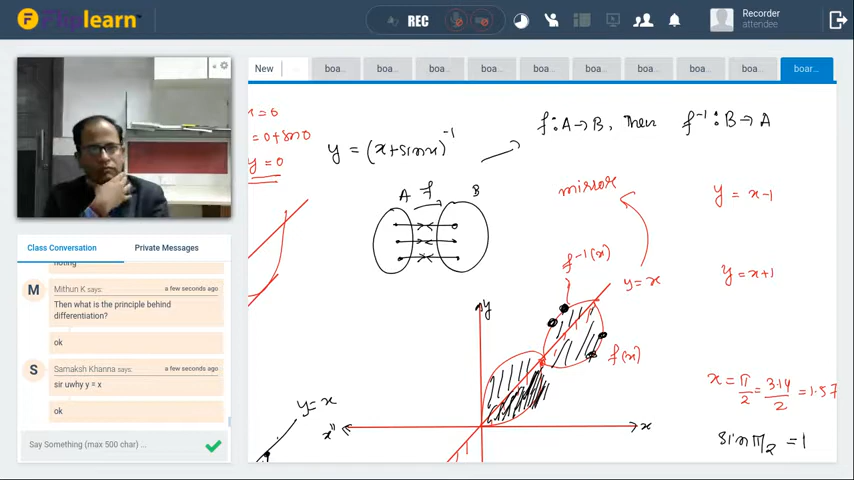 Fliplearn
REC
Recorder
attendee
New
boa...
boa...
boa...
boa...
boa...
boa...
boa...
boa...
boa...
boar...
x = 0
= 0 + sin 0
y = 0
y = (x+sinx)^-1
f : A → B, Then f^-1 : B → A
A f B
mirror
y = x-1
f^-1(x)
y = x
y = x+1
y
f(x)
x = π/2 = 3.14/2 = 1.57
y = x
x'
x
sin π/2 = 1
Class Conversation
Private Messages
noting
M
Mithun K says:
a few seconds ago
Then what is the principle behind
differentiation?
ok
S
Samaksh Khanna says:
a few seconds ago
sir uwhy y = x
ok
Say Something (max 500 char) ...